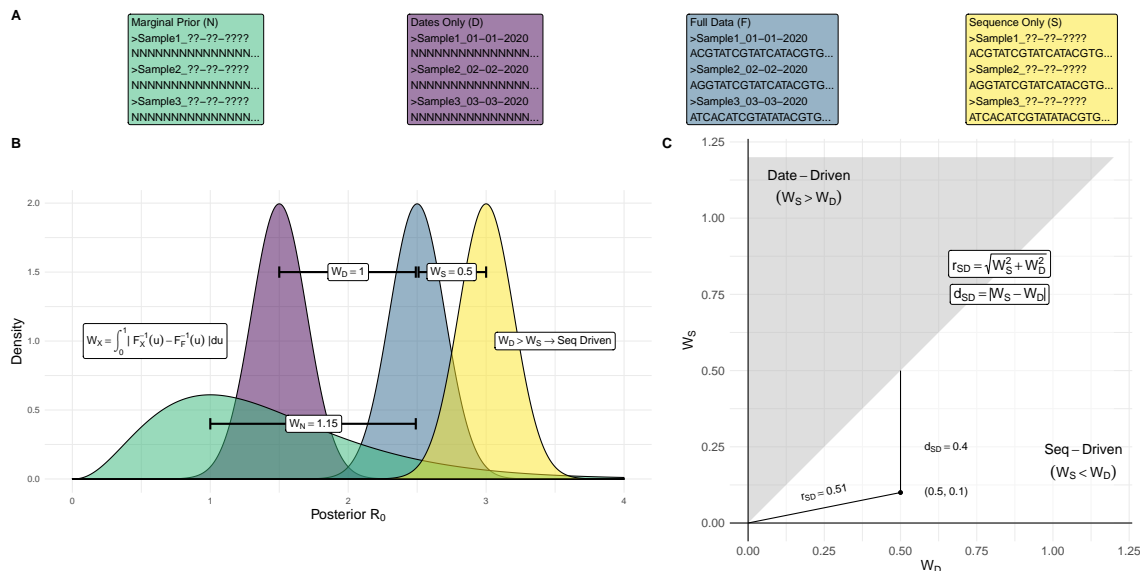 A
Marginal Prior (N)
>Sample1_??−??−????
NNNNNNNNNNNNNNN...
>Sample2_??−??−????
NNNNNNNNNNNNNNN...
>Sample3_??−??−????
NNNNNNNNNNNNNNN...
Dates Only (D)
>Sample1_01−01−2020
NNNNNNNNNNNNNNN...
>Sample2_02−02−2020
NNNNNNNNNNNNNNN...
>Sample3_03−03−2020
NNNNNNNNNNNNNNN...
Full Data (F)
>Sample1_01−01−2020
ACGTATCGTATCATACGTG...
>Sample2_02−02−2020
AGGTATCGTATCATACGTG...
>Sample3_03−03−2020
ATCACATCGTATATACGTG...
Sequence Only (S)
>Sample1_??−??−????
ACGTATCGTATCATACGTG...
>Sample2_??−??−????
AGGTATCGTATCATACGTG...
>Sample3_??−??−????
ATCACATCGTATATACGTG...
B
Density
2.0
1.5
1.0
0.5
0.0
W_D = 1
W_S = 0.5
W_X = ∫_0^1 | F_X^{-1}(u) − F_F^{-1}(u) |du
W_D > W_S → Seq Driven
W_N = 1.15
0 1 2 3 4
Posterior R_0
C
W_S
1.25
1.00
0.75
0.50
0.25
0.00
Date − Driven
(W_S > W_D)
r_SD = √(W_S^2 + W_D^2)
d_SD = |W_S − W_D|
d_SD = 0.4
Seq − Driven
(W_S < W_D)
r_SD = 0.51
(0.5, 0.1)
0.00 0.25 0.50 0.75 1.00 1.25
W_D